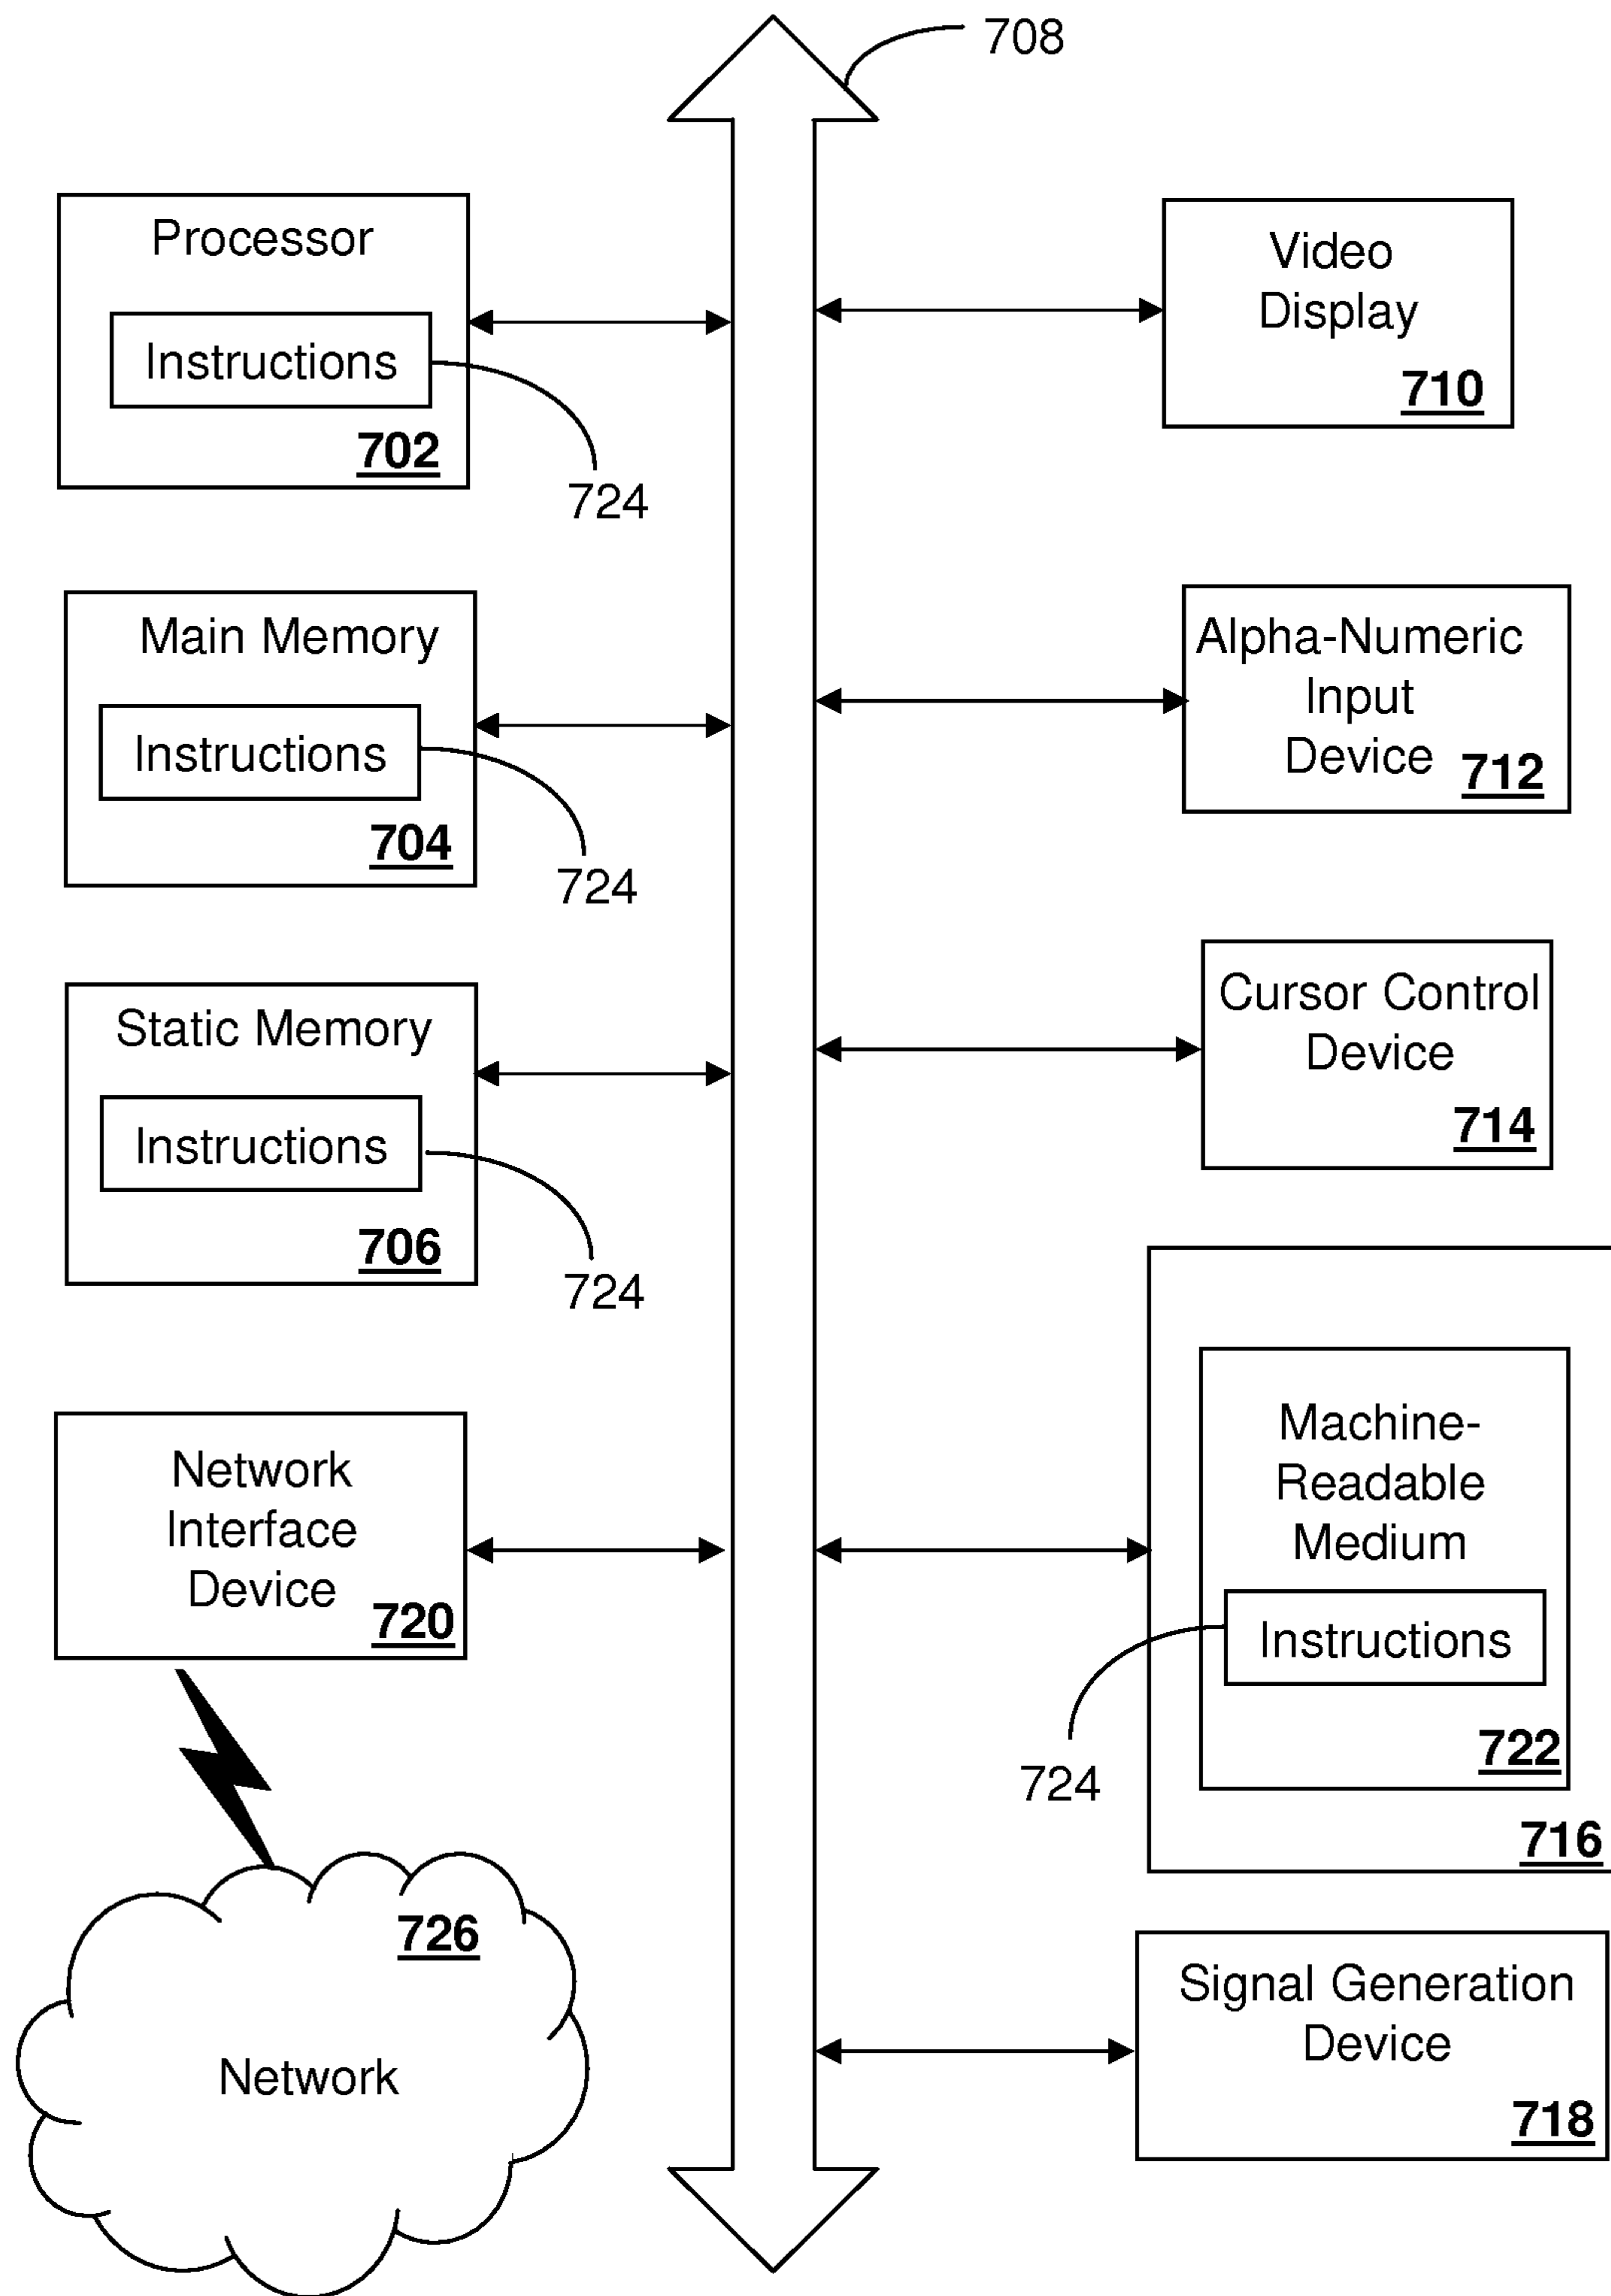 708
Processor
Instructions
702
724
Main Memory
Instructions
704
724
Static Memory
Instructions
706
724
Network
Interface
Device
720
726
Network
Video
Display
710
Alpha-Numeric
Input
Device
712
Cursor Control
Device
714
Machine-
Readable
Medium
Instructions
722
724
716
Signal Generation
Device
718